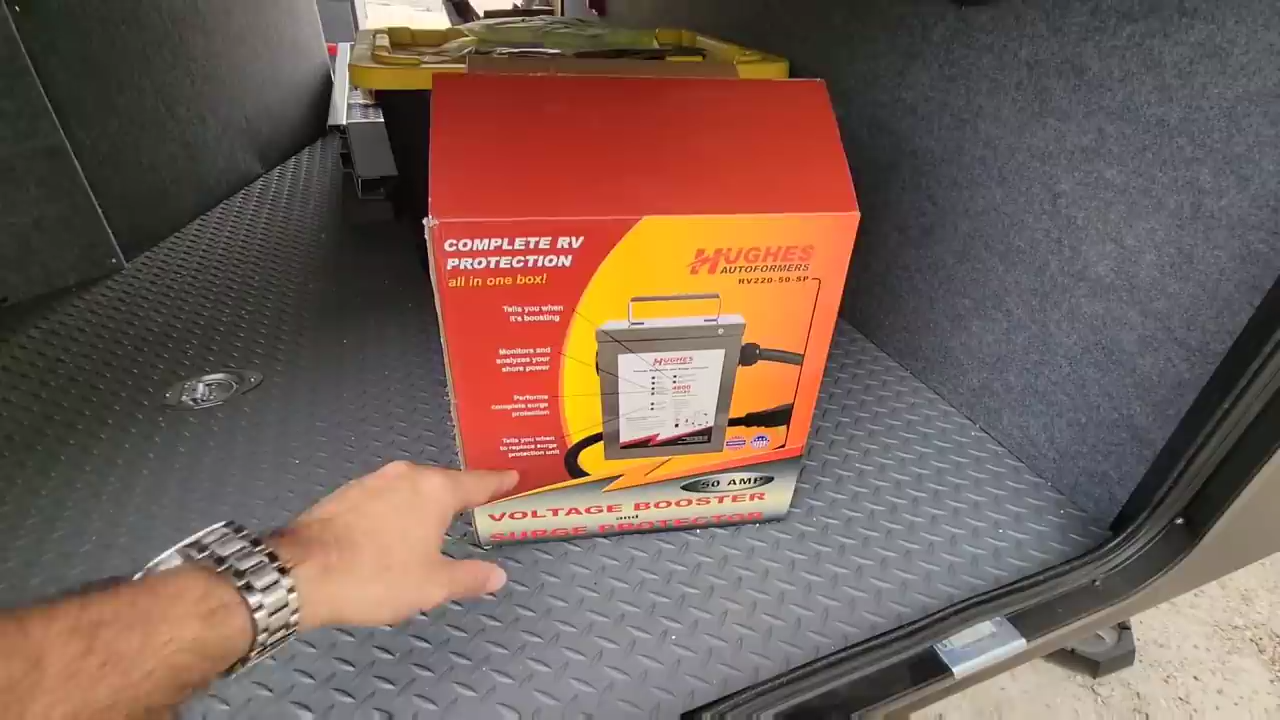 COMPLETE RV
PROTECTION
all in one box!
HUGHES
AUTOFORMERS
RV220-50-SP
Tells you when
it's boosting
Monitors and
analyzes your
shore power
Performs
complete surge
protection
Tells you when
to replace surge
protection unit
HUGHES
AUTOFORMERS
50 AMP
VOLTAGE BOOSTER
and
SURGE PROTECTOR